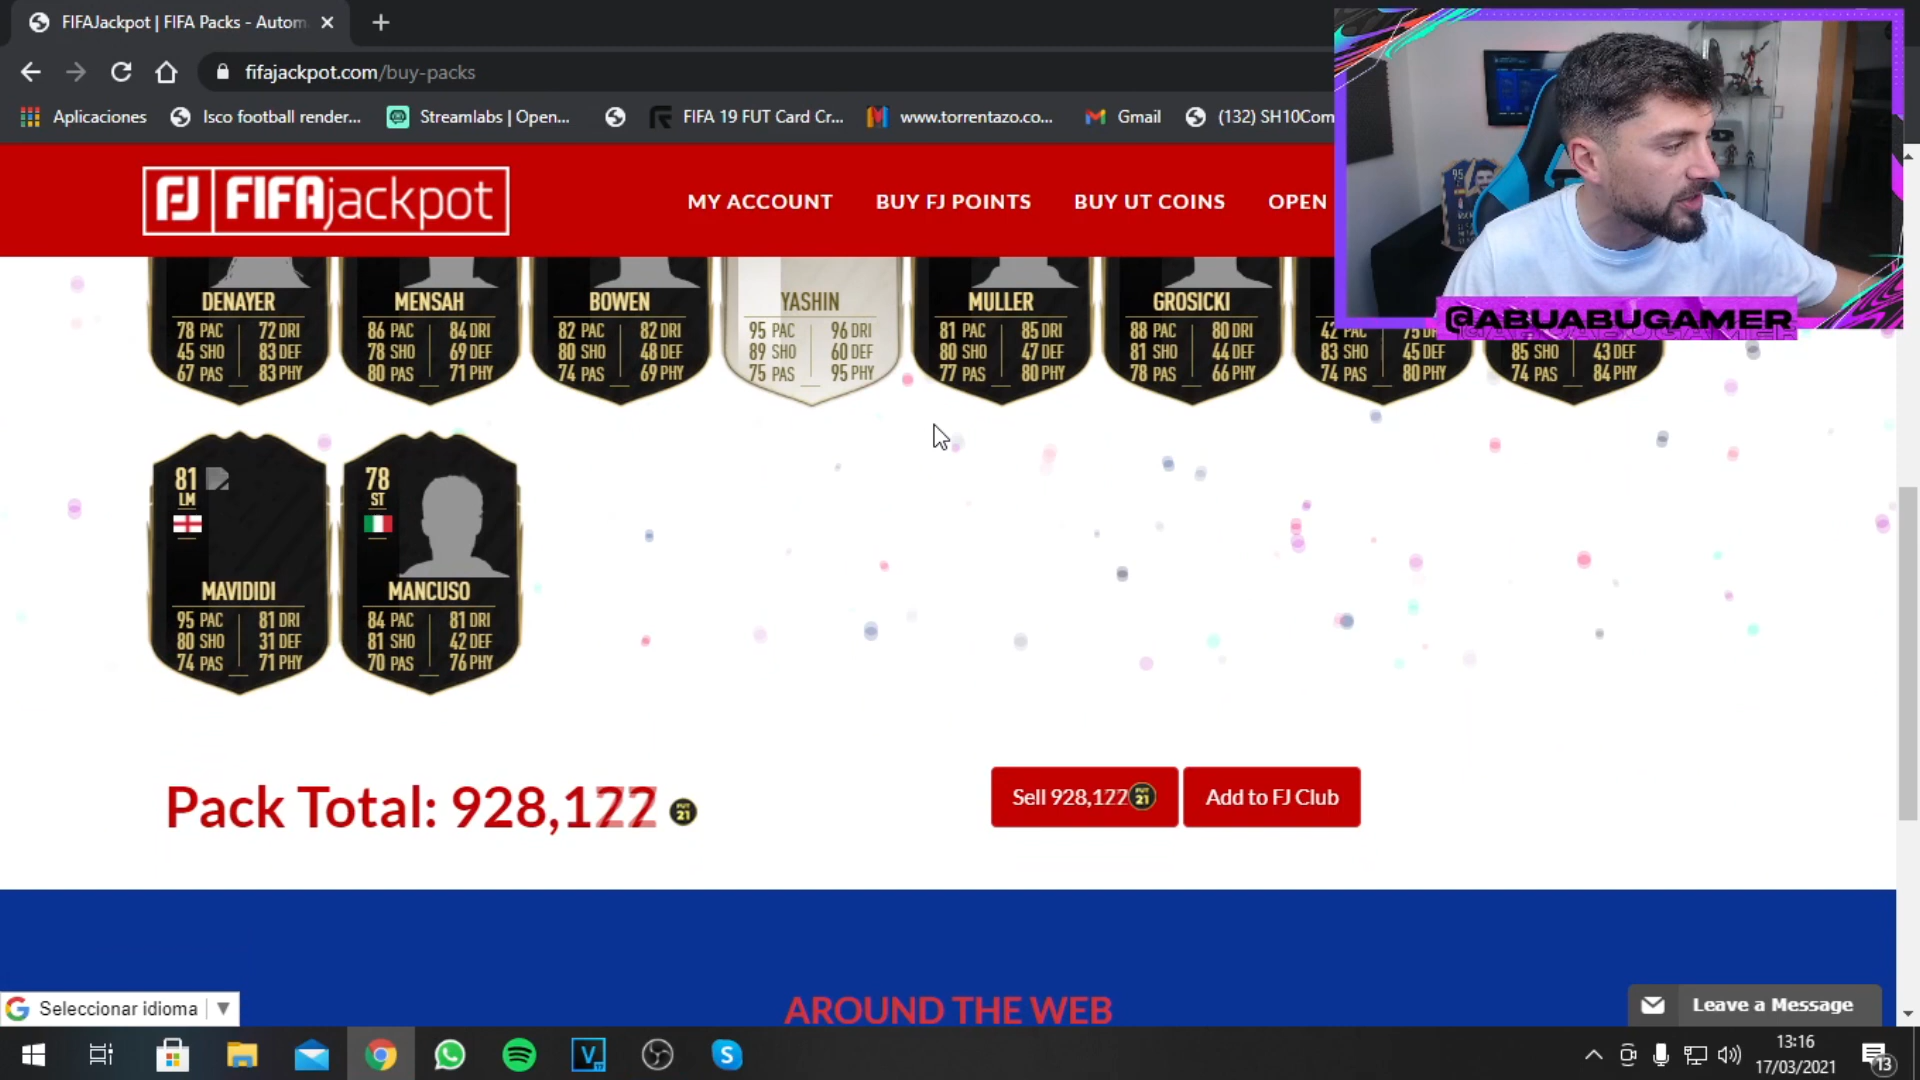 FIFAJackpot | FIFA Packs - Autom
fifajackpot.com/buy-packs
Aplicaciones
Isco football render...
Streamlabs | Open...
FIFA 19 FUT Card Cr...
www.torrentazo.co...
Gmail
(132) SH10Com
FJ FIFAjackpot
MY ACCOUNT
BUY FJ POINTS
BUY UT COINS
OPEN
@ABUABUGAMER
DENAYER
78 PAC 72 DRI
45 SHO 83 DEF
67 PAS 83 PHY
MENSAH
86 PAC 84 DRI
78 SHO 69 DEF
80 PAS 71 PHY
BOWEN
82 PAC 82 DRI
80 SHO 48 DEF
74 PAS 69 PHY
YASHIN
95 PAC 96 DRI
89 SHO 60 DEF
75 PAS 95 PHY
MULLER
81 PAC 85 DRI
80 SHO 47 DEF
77 PAS 80 PHY
GROSICKI
88 PAC 80 DRI
81 SHO 44 DEF
78 PAS 66 PHY
83 SHO 45 DEF
74 PAS 80 PHY
85 SHO 43 DEF
74 PAS 84 PHY
81
LM
MAVIDIDI
95 PAC 81 DRI
80 SHO 31 DEF
74 PAS 71 PHY
78
ST
MANCUSO
84 PAC 81 DRI
81 SHO 42 DEF
70 PAS 76 PHY
Pack Total: 928,122
FUT 21
Sell 928,122
FUT 21
Add to FJ Club
AROUND THE WEB
Seleccionar idioma
Leave a Message
13:16
17/03/2021
13